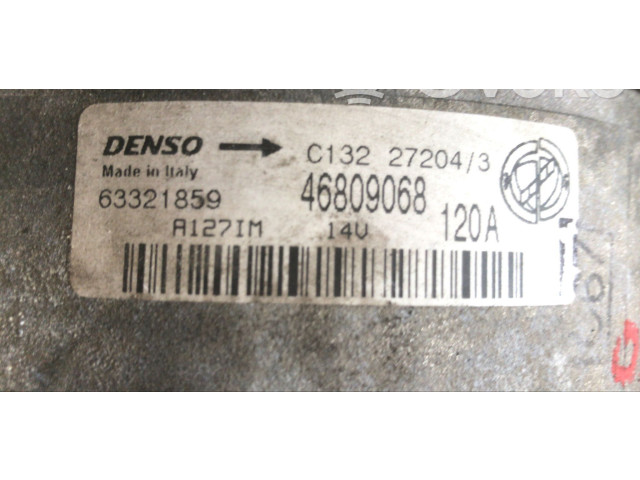 DENSO → C132 27204/3
Made in Italy
63321859 46809068
A127IM 14V 120A
G